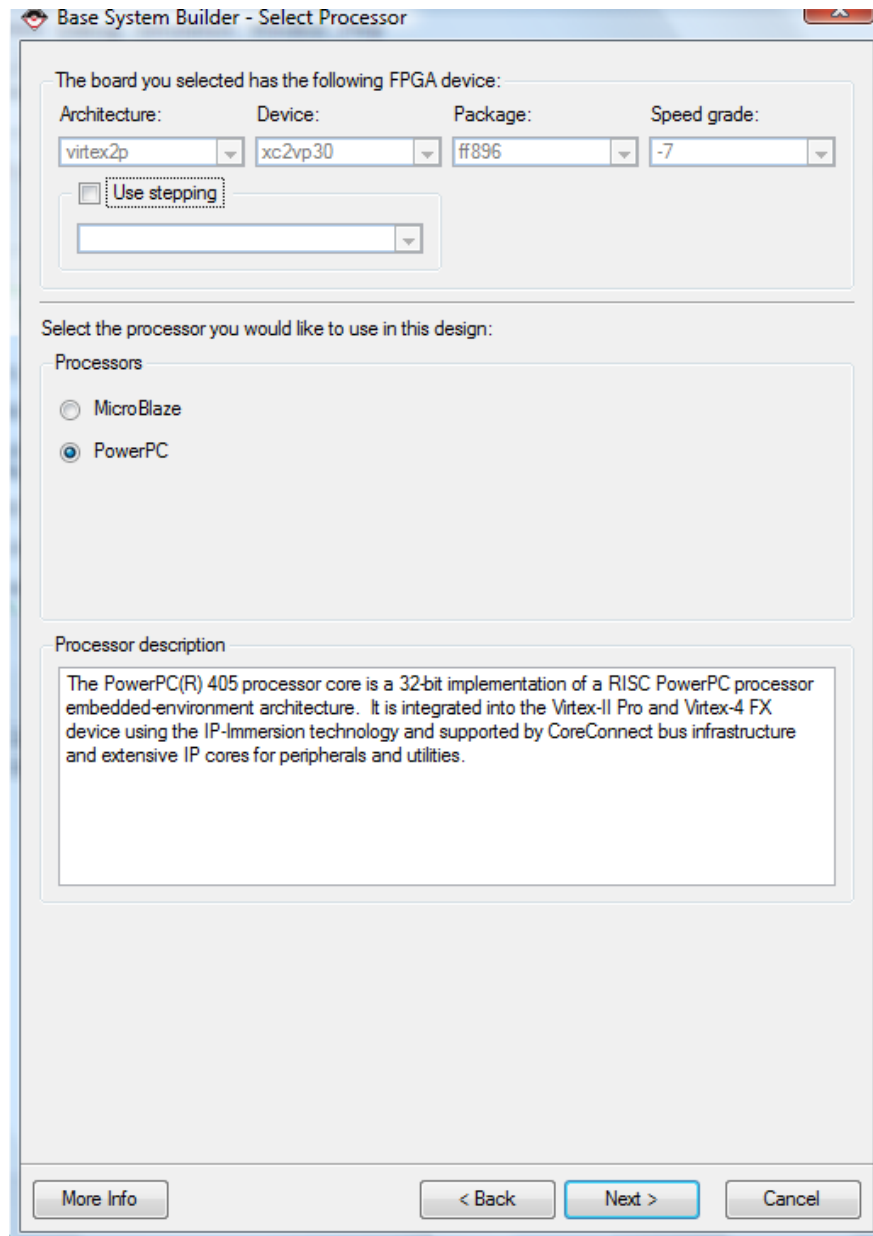 Base System Builder - Select Processor
The board you selected has the following FPGA device:
Architecture: Device: Package: Speed grade:
virtex2p xc2vp30 ff896 -7
Use stepping
Select the processor you would like to use in this design:
Processors
MicroBlaze
PowerPC
Processor description
The PowerPC(R) 405 processor core is a 32-bit implementation of a RISC PowerPC processor
embedded-environment architecture.  It is integrated into the Virtex-II Pro and Virtex-4 FX
device using the IP-Immersion technology and supported by CoreConnect bus infrastructure
and extensive IP cores for peripherals and utilities.
More Info < Back Next > Cancel